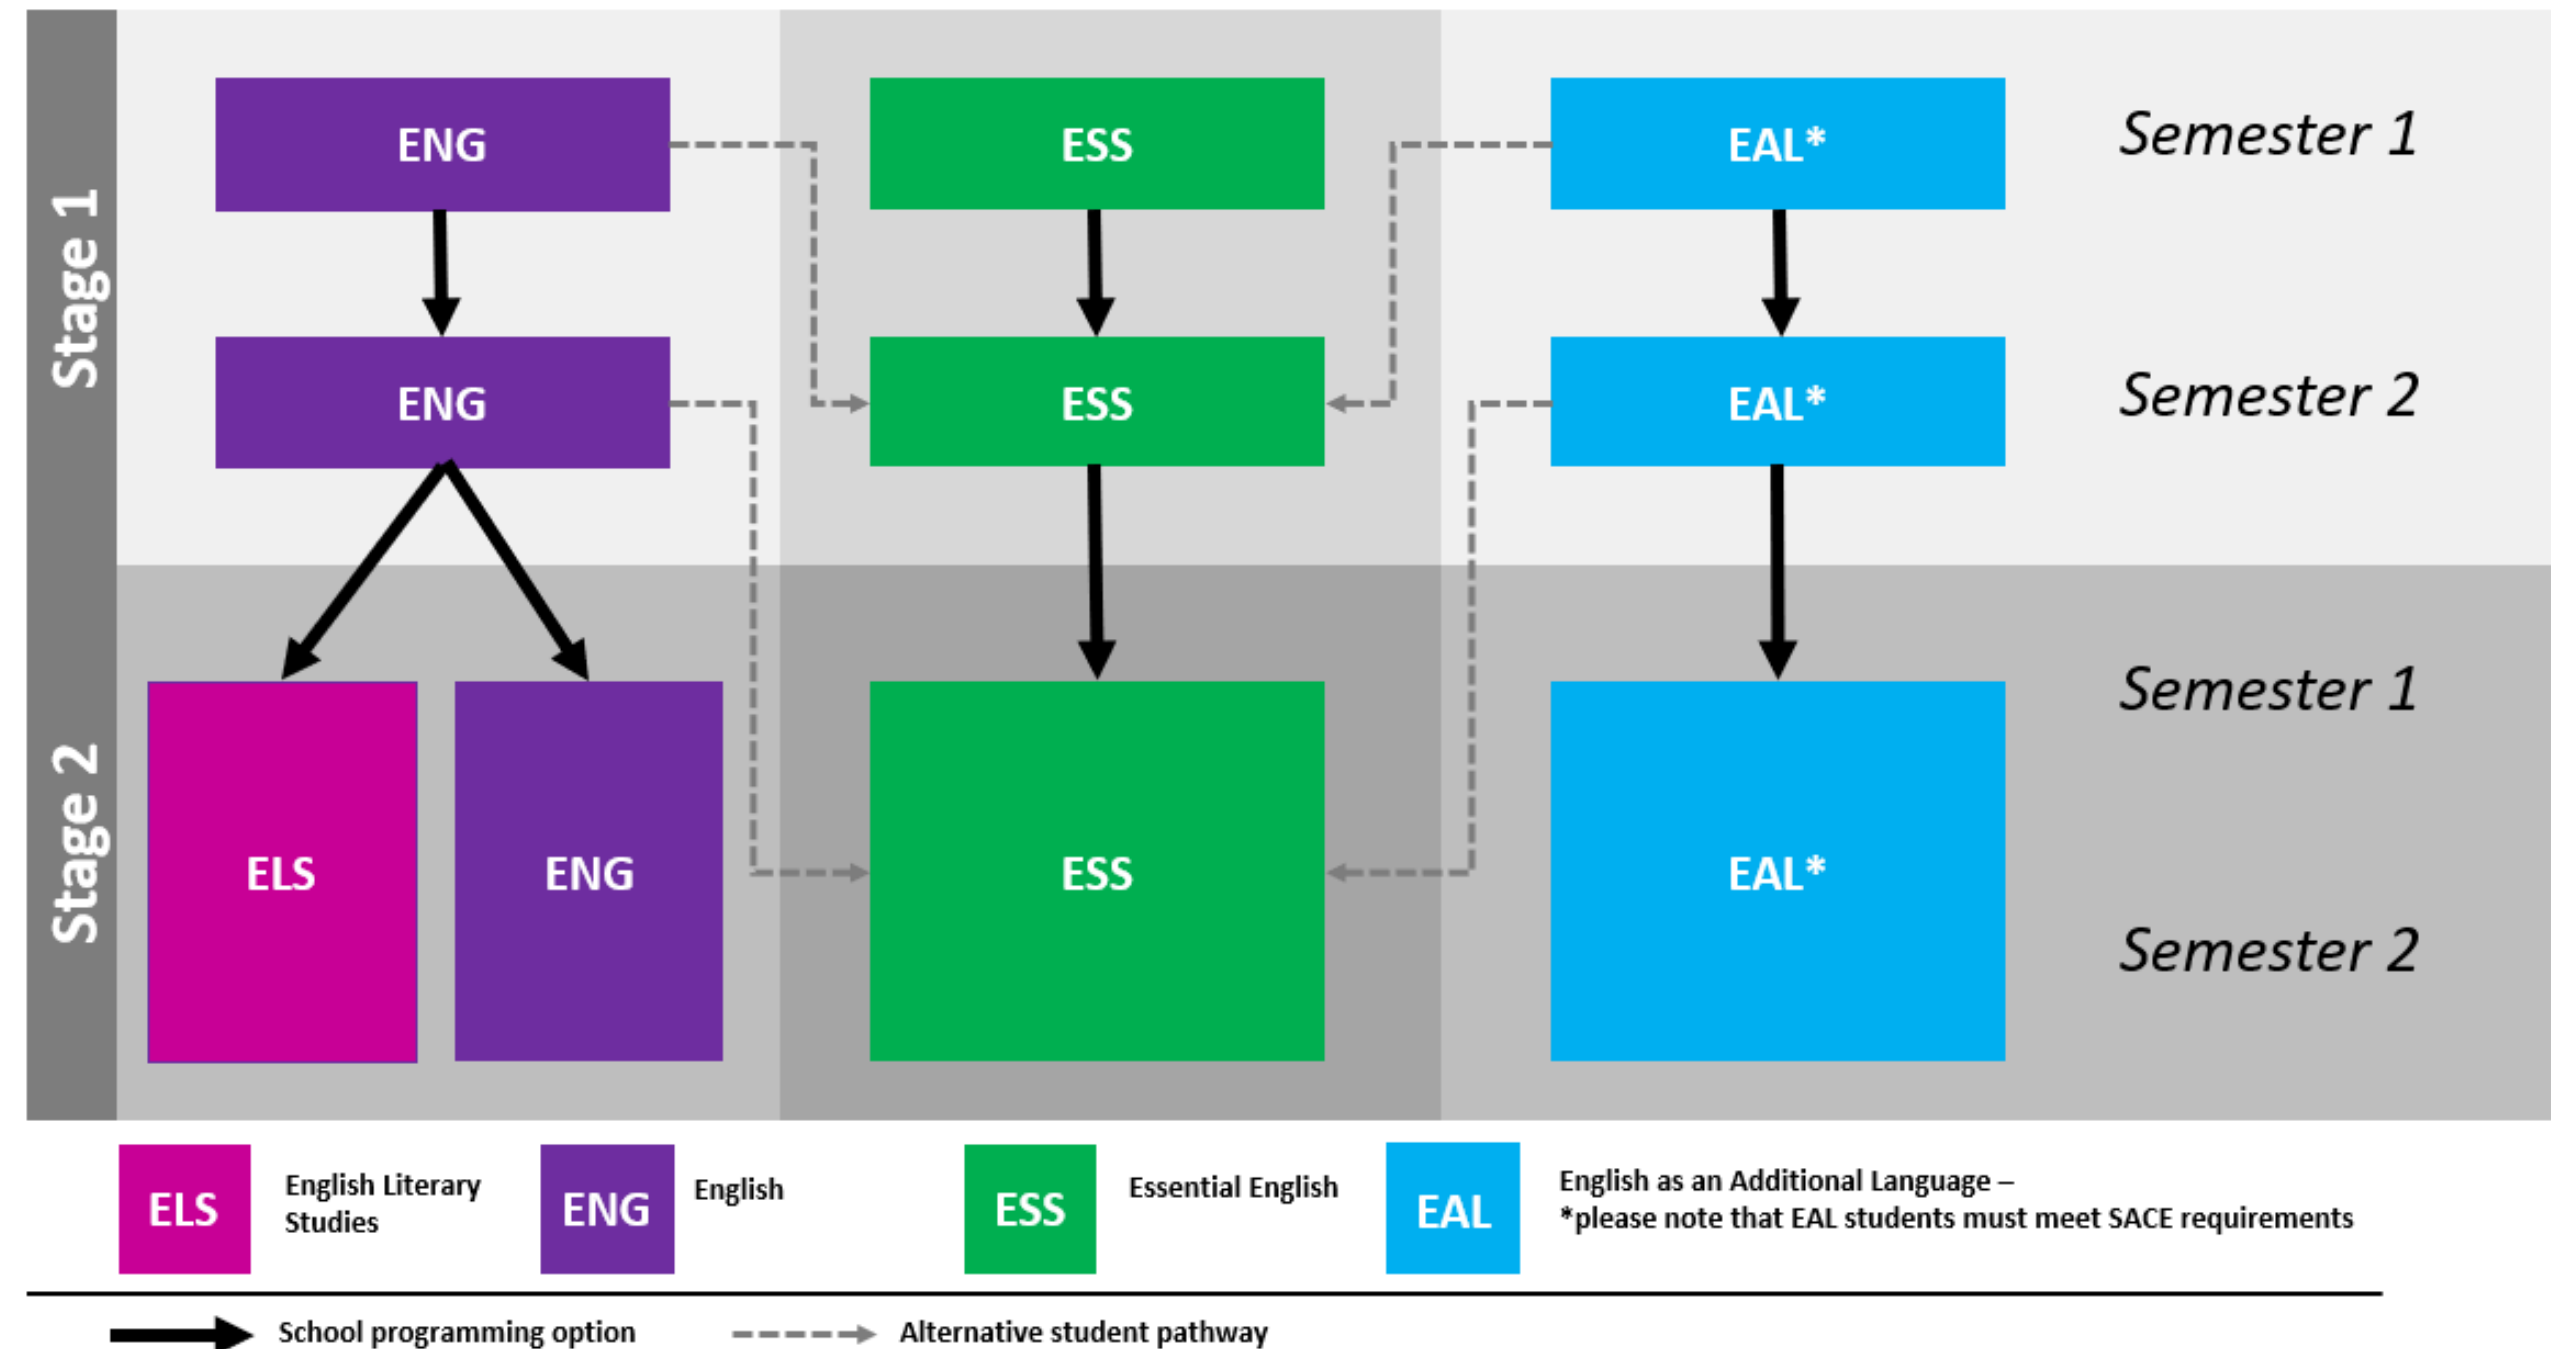 Stage 1
ENG
ESS
EAL*
Semester 1
ENG
ESS
EAL*
Semester 2
Stage 2
Semester 1
ELS
ENG
ESS
EAL*
Semester 2
ELS
English Literary
Studies
ENG
English
ESS
Essential English
EAL
English as an Additional Language –
*please note that EAL students must meet SACE requirements
School programming option
Alternative student pathway